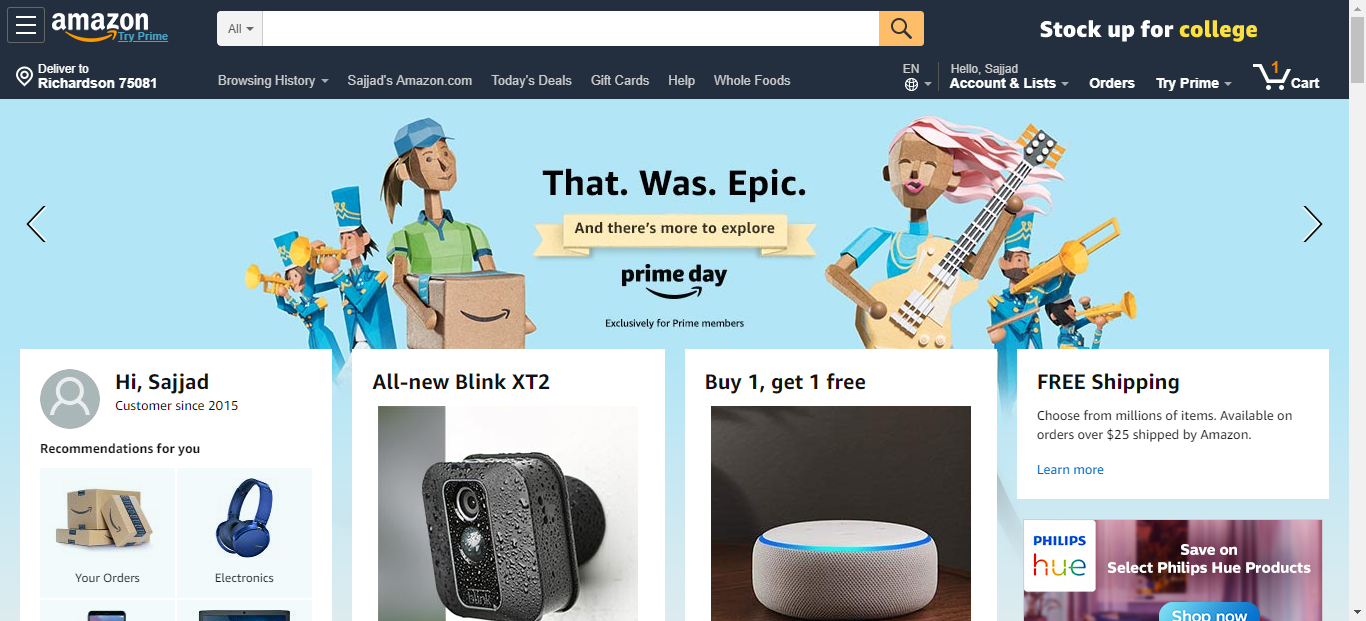 amazon
Try Prime
All
Stock up for college
Deliver to
Richardson 75081
Browsing History
Sajjad's Amazon.com
Today's Deals
Gift Cards
Help
Whole Foods
EN
Hello, Sajjad
Account & Lists
Orders
Try Prime
1
Cart
That. Was. Epic.
And there's more to explore
prime day
Exclusively for Prime members
Hi, Sajjad
Customer since 2015
Recommendations for you
Your Orders
Electronics
All-new Blink XT2
blink
Buy 1, get 1 free
FREE Shipping
Choose from millions of items. Available on
orders over $25 shipped by Amazon.
Learn more
PHILIPS
hue
Save on
Select Philips Hue Products
Shop now